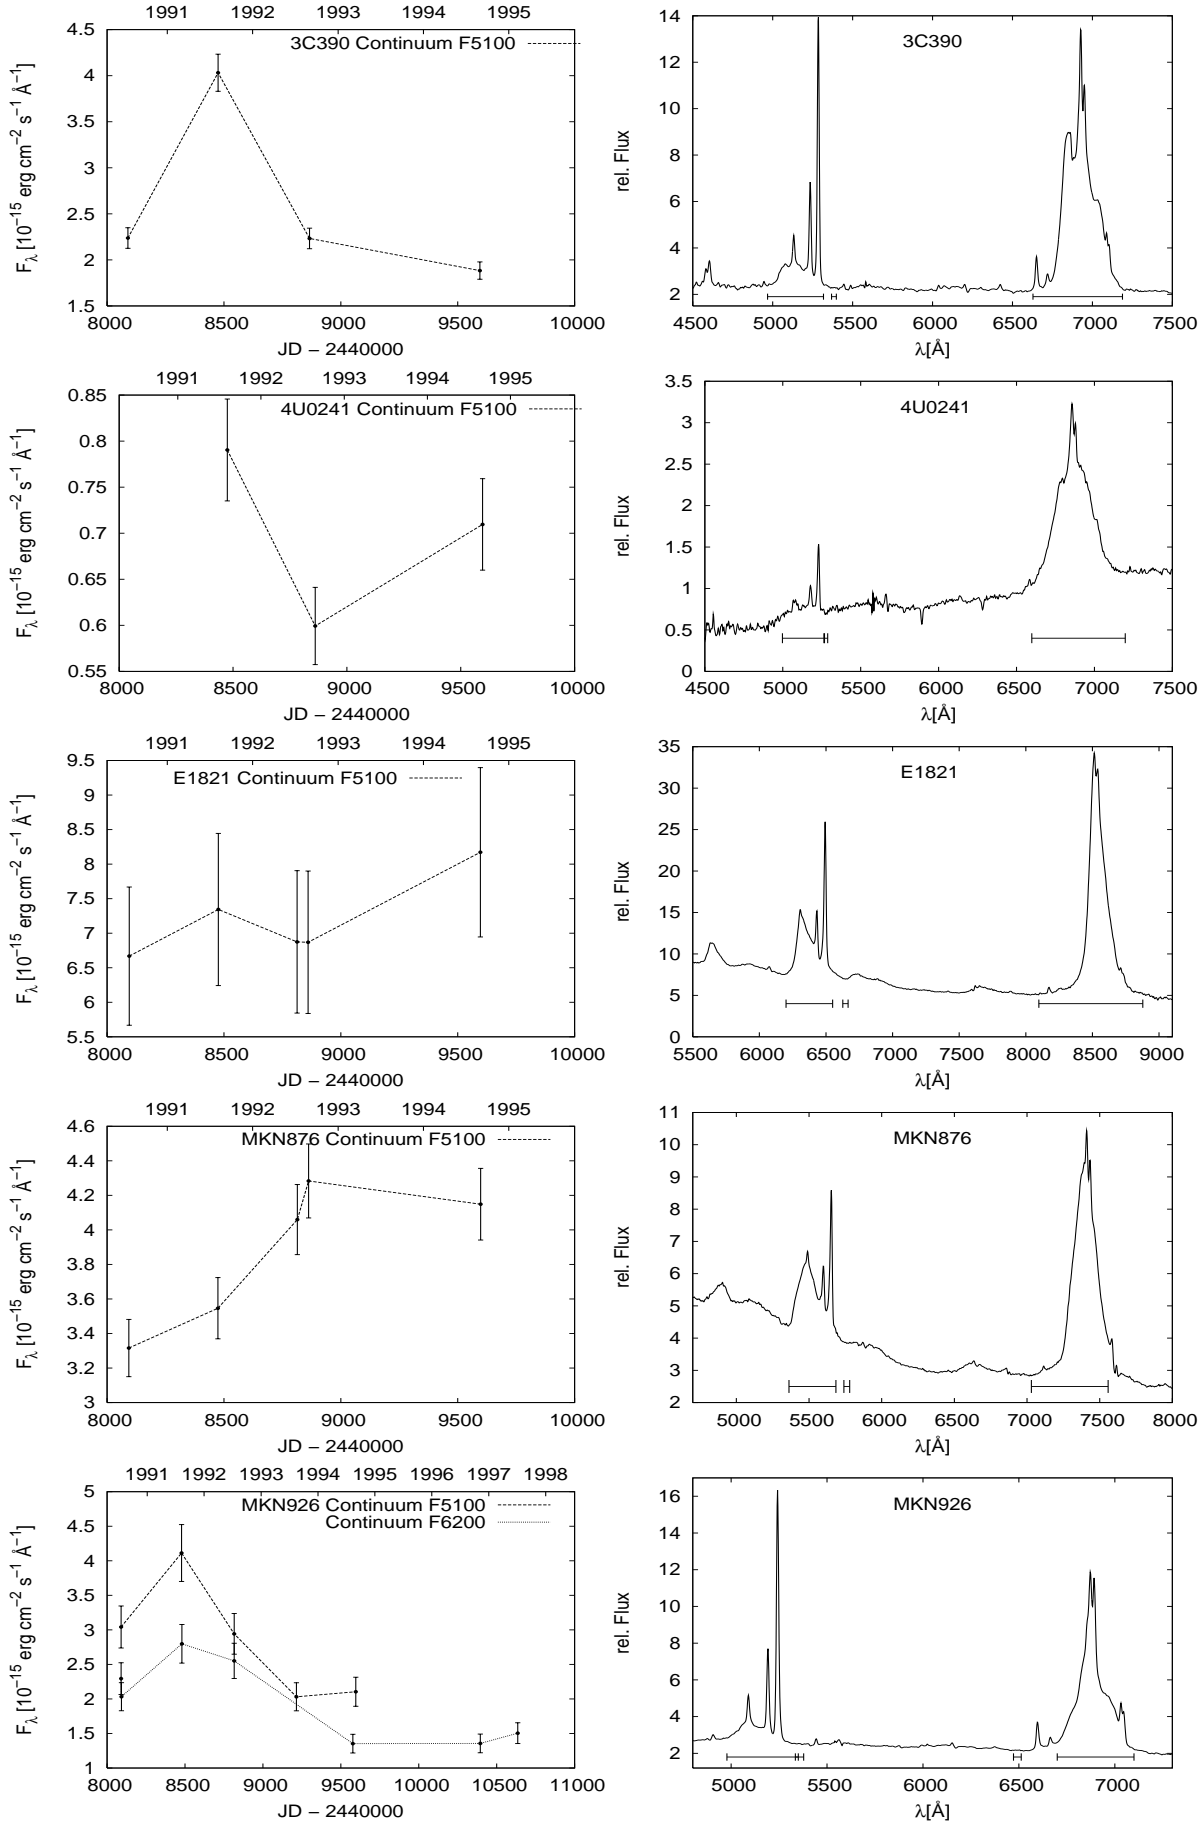 1991 1992 1993 1994 1995
4.5
4
3.5
3
2.5
2
1.5
8000 8500 9000 9500 10000
JD – 2440000
Fλ [10−15 erg cm−2 s−1 Å−1]
3C390 Continuum F5100
14
12
10
8
6
4
2
4500 5000 5500 6000 6500 7000 7500
λ[Å]
rel. Flux
3C390
1991 1992 1993 1994 1995
0.85
0.8
0.75
0.7
0.65
0.6
0.55
8000 8500 9000 9500 10000
JD – 2440000
Fλ [10−15 erg cm−2 s−1 Å−1]
4U0241 Continuum F5100
3.5
3
2.5
2
1.5
1
0.5
0
4500 5000 5500 6000 6500 7000 7500
λ[Å]
rel. Flux
4U0241
1991 1992 1993 1994 1995
9.5
9
8.5
8
7.5
7
6.5
6
5.5
8000 8500 9000 9500 10000
JD – 2440000
Fλ [10−15 erg cm−2 s−1 Å−1]
E1821 Continuum F5100
35
30
25
20
15
10
5
0
5500 6000 6500 7000 7500 8000 8500 9000
λ[Å]
rel. Flux
E1821
1991 1992 1993 1994 1995
4.6
4.4
4.2
4
3.8
3.6
3.4
3.2
3
8000 8500 9000 9500 10000
JD – 2440000
Fλ [10−15 erg cm−2 s−1 Å−1]
MKN876 Continuum F5100
11
10
9
8
7
6
5
4
3
2
5000 5500 6000 6500 7000 7500 8000
λ[Å]
rel. Flux
MKN876
1991 1992 1993 1994 1995 1996 1997 1998
5
4.5
4
3.5
3
2.5
2
1.5
1
8000 8500 9000 9500 10000 10500 11000
JD – 2440000
Fλ [10−15 erg cm−2 s−1 Å−1]
MKN926 Continuum F5100
Continuum F6200
16
14
12
10
8
6
4
2
5000 5500 6000 6500 7000
λ[Å]
rel. Flux
MKN926